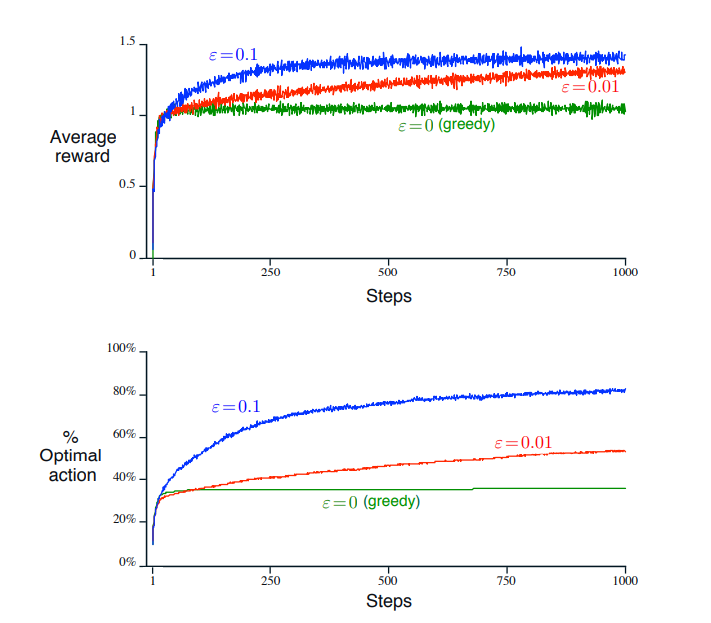 1.5
ε=0.1
1
ε=0.01
Average
reward
ε=0 (greedy)
0.5
0
1
250
500
750
1000
Steps
100%
80%
ε=0.1
60%
%
Optimal
action
ε=0.01
40%
ε=0 (greedy)
20%
0%
1
250
500
750
1000
Steps